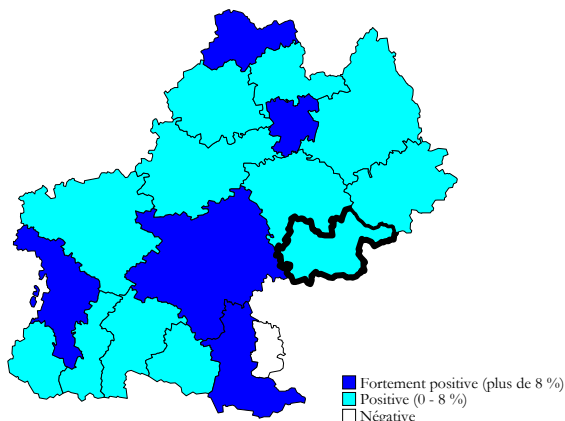 Fortement positive (plus de 8 %)
Positive (0 - 8 %)
Négative